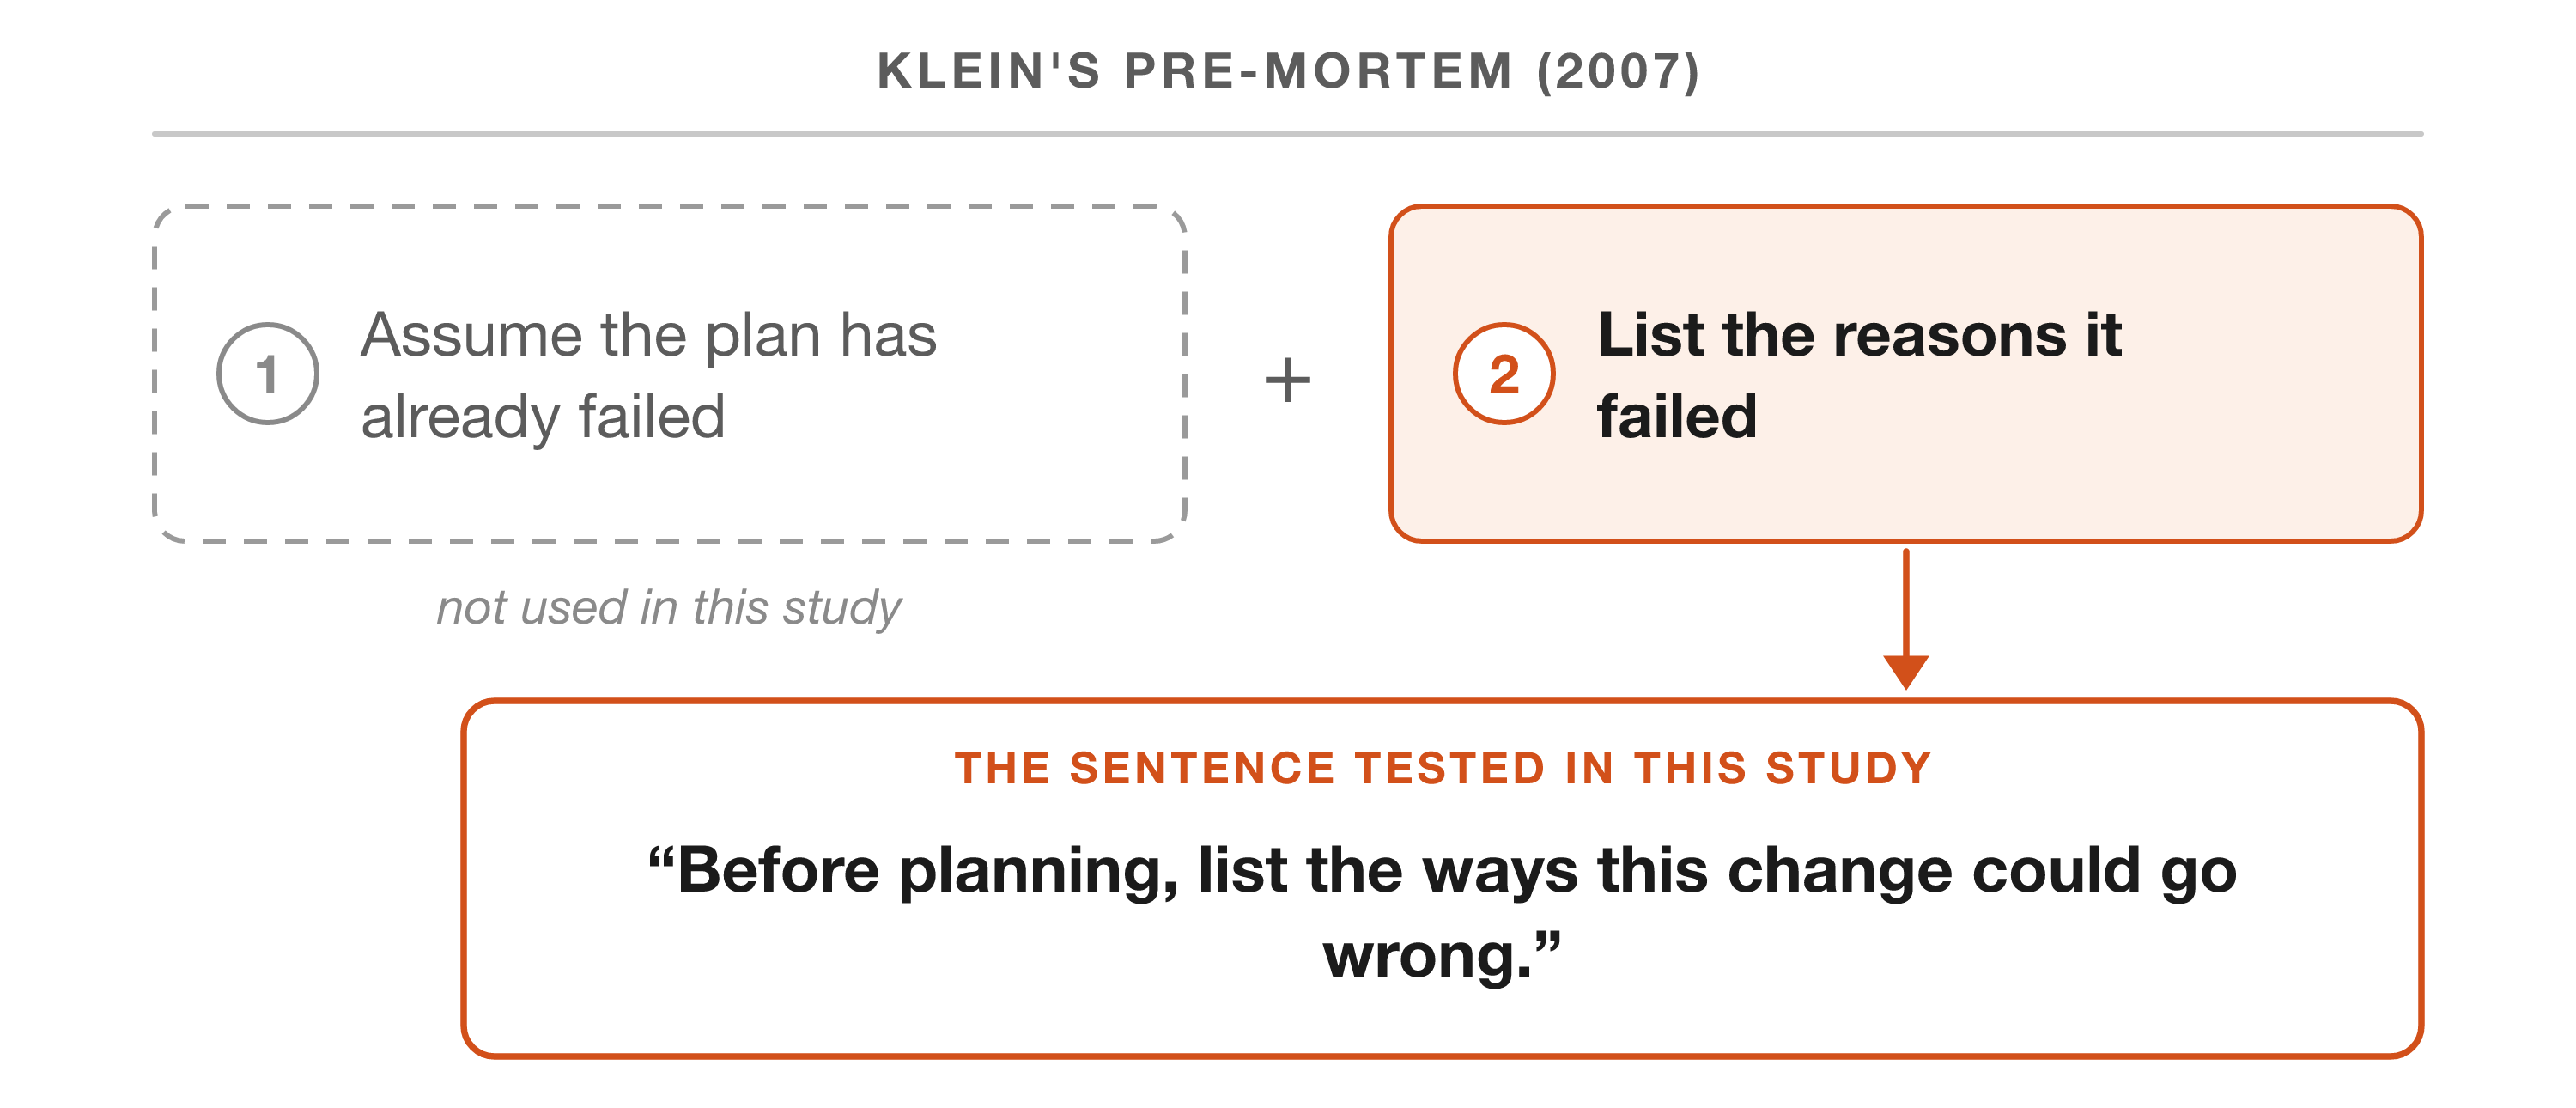 KLEIN'S PRE-MORTEM (2007)
1
Assume the plan has
already failed
+
2
List the reasons it
failed
not used in this study
THE SENTENCE TESTED IN THIS STUDY
“Before planning, list the ways this change could go
wrong.”